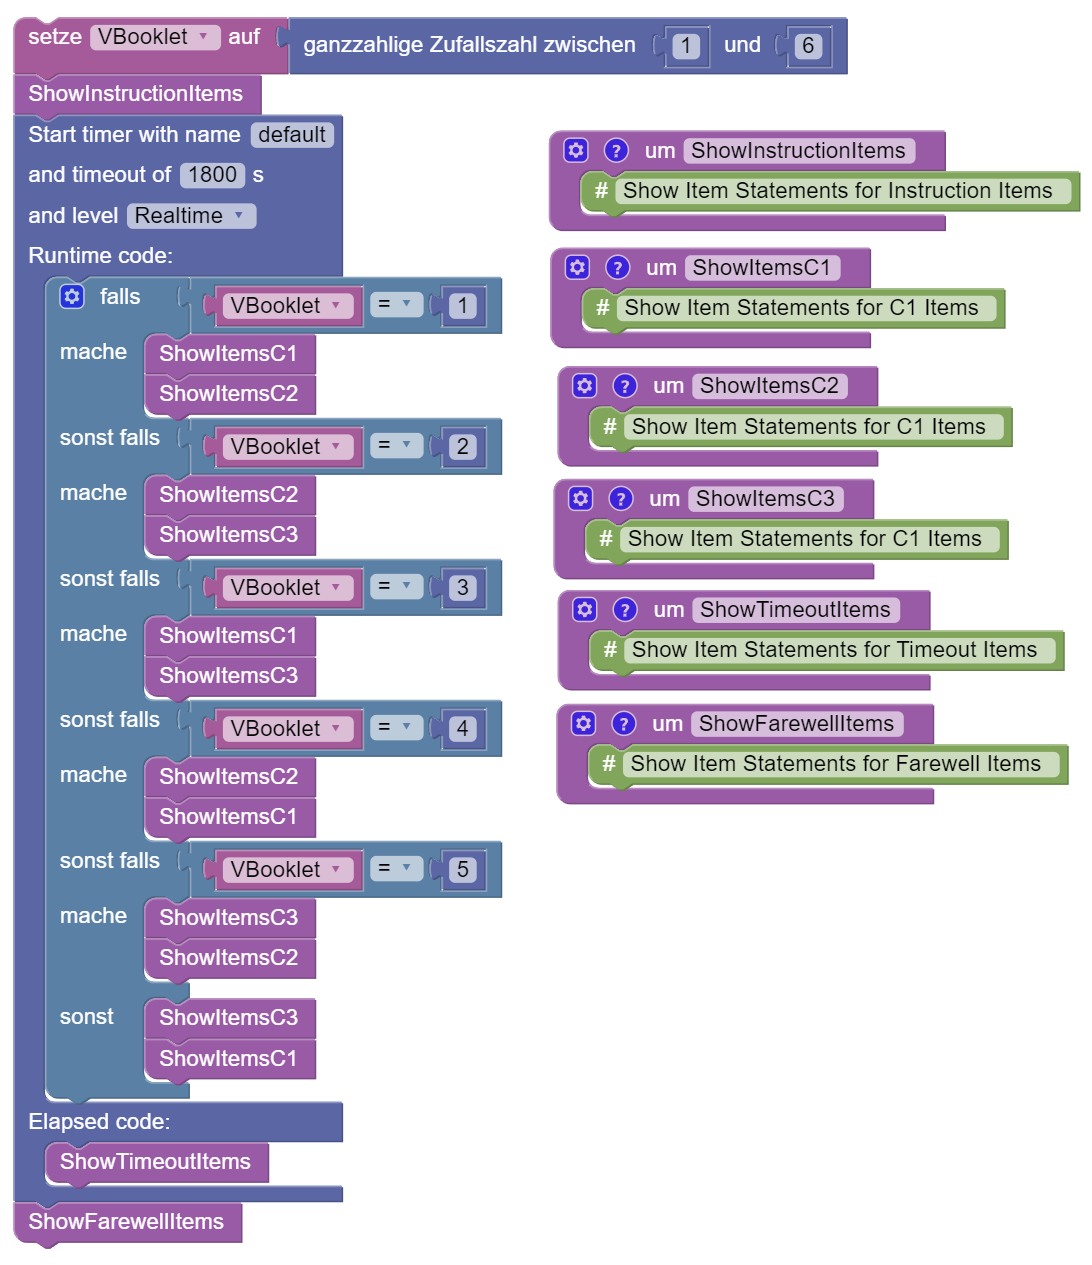 setze VBooklet auf ganzzahlige Zufallszahl zwischen 1 und 6
ShowInstructionItems
Start timer with name default
and timeout of 1800 s
and level Realtime
Runtime code:
falls VBooklet = 1
mache ShowItemsC1
ShowItemsC2
sonst falls VBooklet = 2
mache ShowItemsC2
ShowItemsC3
sonst falls VBooklet = 3
mache ShowItemsC1
ShowItemsC3
sonst falls VBooklet = 4
mache ShowItemsC2
ShowItemsC1
sonst falls VBooklet = 5
mache ShowItemsC3
ShowItemsC2
sonst ShowItemsC3
ShowItemsC1
Elapsed code:
ShowTimeoutItems
ShowFarewellItems
? um ShowInstructionItems
# Show Item Statements for Instruction Items
? um ShowItemsC1
# Show Item Statements for C1 Items
? um ShowItemsC2
# Show Item Statements for C1 Items
? um ShowItemsC3
# Show Item Statements for C1 Items
? um ShowTimeoutItems
# Show Item Statements for Timeout Items
? um ShowFarewellItems
# Show Item Statements for Farewell Items